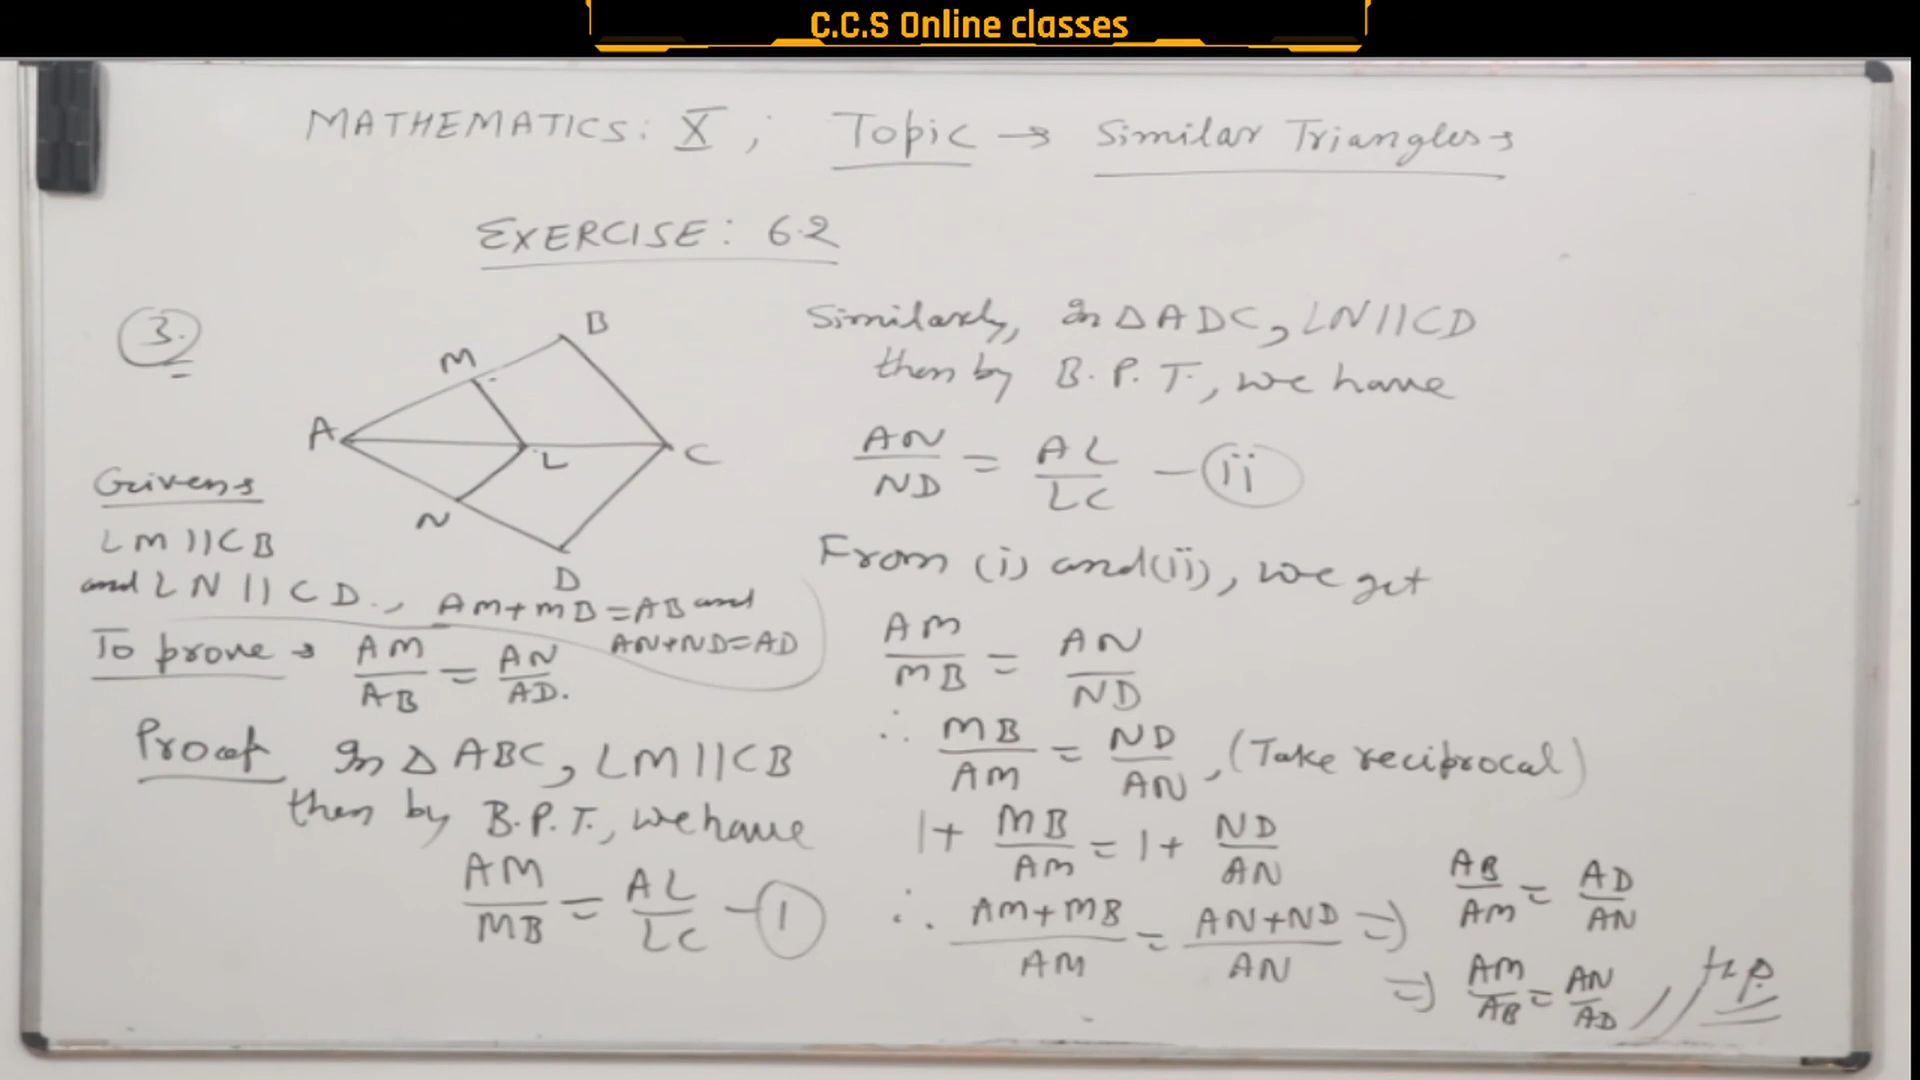 C.C.S Online classes
MATHEMATICS: X ; Topic → Similar Triangles →
EXERCISE: 6.2
3.
B
M
A
L
C
N
D
Given →
LM || CB
and LN || CD., AM+MB=AB and
AN+ND=AD
To prove → AM/AB = AN/AD.
Proof In Δ ABC, LM || CB
then by B.P.T., we have
AM/MB = AL/LC - 1
Similarly, In Δ ADC, LN || CD
then by B.P.T., we have
AN/ND = AL/LC - ii
From (i) and (ii), we get
AM/MB = AN/ND
∴ MB/AM = ND/AN, (Take reciprocal)
1 + MB/AM = 1 + ND/AN
∴ AM+MB/AM = AN+ND/AN ⇒ AB/AM = AD/AN
⇒ AM/AB = AN/AD // H.P.